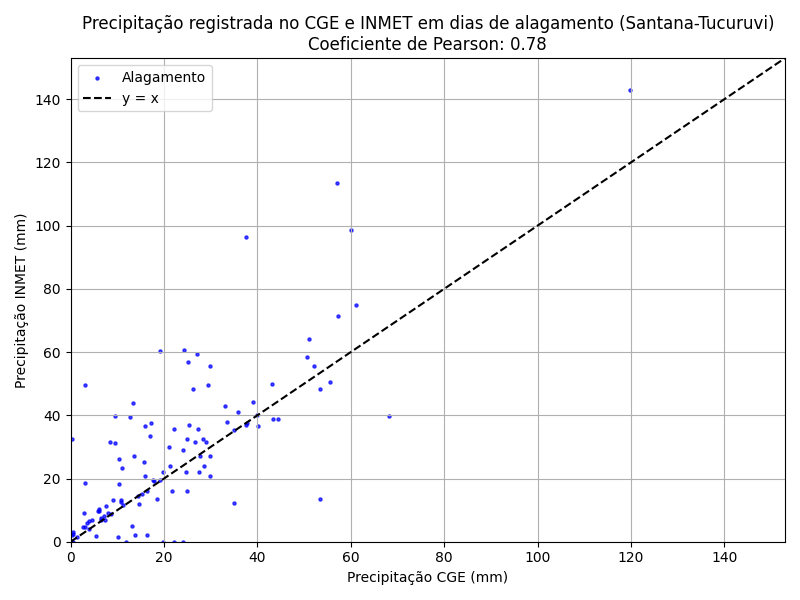 Precipitação registrada no CGE e INMET em dias de alagamento (Santana-Tucuruvi)
Coeficiente de Pearson: 0.78
Alagamento
y = x
Precipitação INMET (mm)
140
120
100
80
60
40
20
0
0 20 40 60 80 100 120 140
Precipitação CGE (mm)